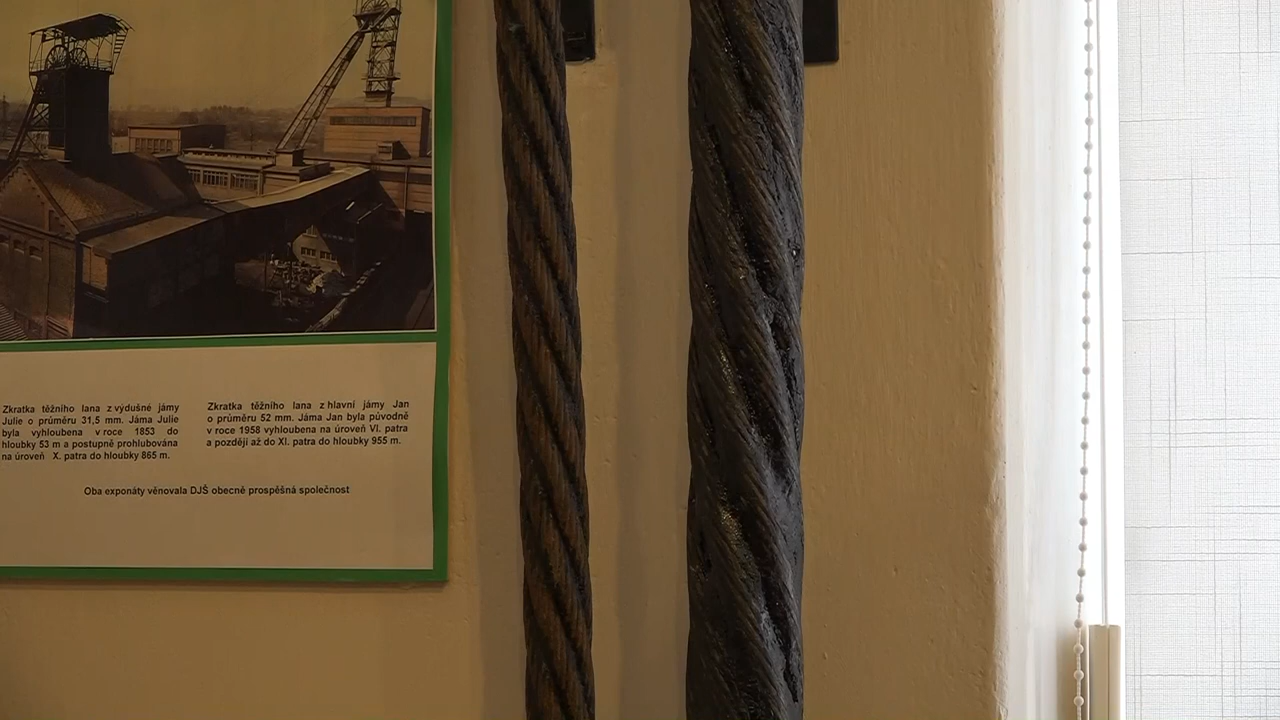 Zkratka těžního lana z výdušné jámy
Julie o průměru 31,5 mm. Jáma Julie
byla vyhloubena v roce 1853 do
hloubky 53 m a postupně prohlubována
na úroveň X. patra do hloubky 865 m.
Zkratka těžního lana z hlavní jámy Jan
o průměru 52 mm. Jáma Jan byla původně
v roce 1958 vyhloubena na úroveň VI. patra
a později až do XI. patra do hloubky 955 m.
Oba exponáty věnovala DJŠ obecně prospěšná společnost